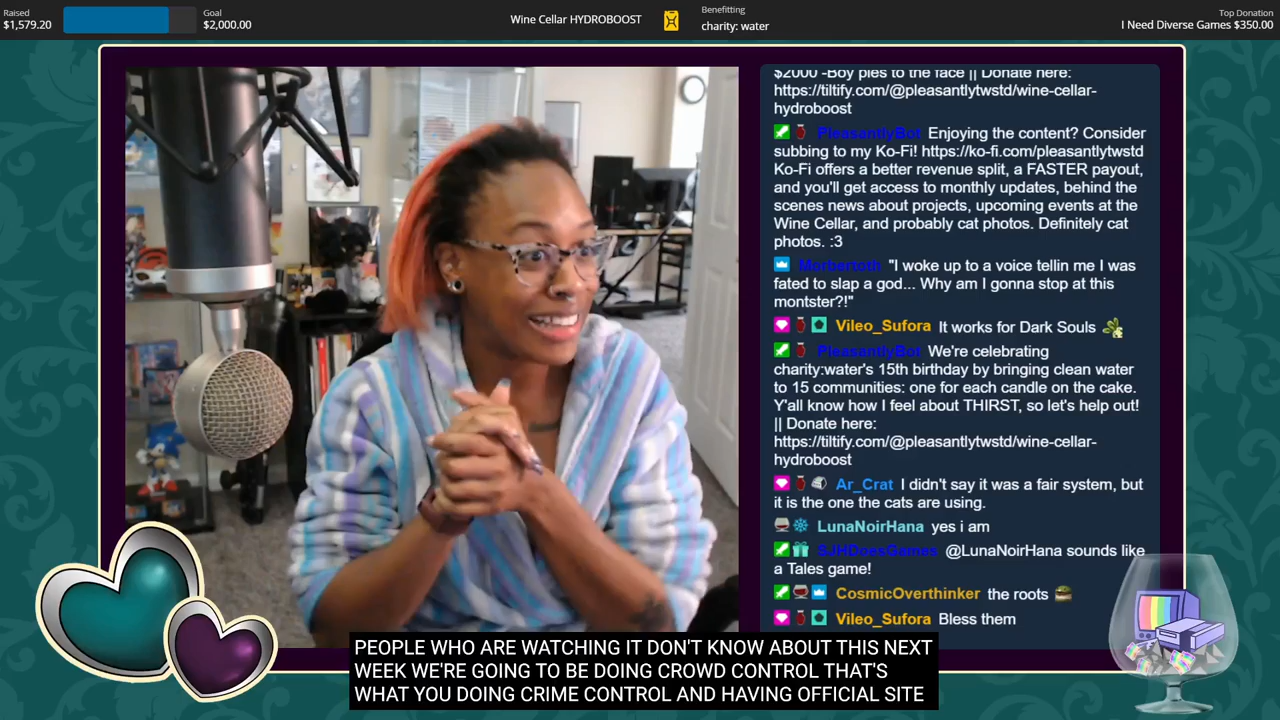 Raised
$1,579.20
Goal
$2,000.00
Wine Cellar HYDROBOOST
Benefitting
charity: water
Top Donation
I Need Diverse Games $350.00
$2000 -Boy pies to the face || Donate here:
https://tiltify.com/@pleasantlytwstd/wine-cellar-
hydroboost
PleasantlyBot Enjoying the content? Consider
subbing to my Ko-Fi! https://ko-fi.com/pleasantlytwstd
Ko-Fi offers a better revenue split, a FASTER payout,
and you'll get access to monthly updates, behind the
scenes news about projects, upcoming events at the
Wine Cellar, and probably cat photos. Definitely cat
photos. :3
Morbertoth "I woke up to a voice tellin me I was
fated to slap a god... Why am I gonna stop at this
montster?!"
Vileo_Sufora It works for Dark Souls
PleasantlyBot We're celebrating
charity:water's 15th birthday by bringing clean water
to 15 communities: one for each candle on the cake.
Y'all know how I feel about THIRST, so let's help out!
|| Donate here:
https://tiltify.com/@pleasantlytwstd/wine-cellar-
hydroboost
Ar_Crat I didn't say it was a fair system, but
it is the one the cats are using.
LunaNoirHana yes i am
SJHDoesGames @LunaNoirHana sounds like
a Tales game!
CosmicOverthinker the roots
Vileo_Sufora Bless them
PEOPLE WHO ARE WATCHING IT DON'T KNOW ABOUT THIS NEXT
WEEK WE'RE GOING TO BE DOING CROWD CONTROL THAT'S
WHAT YOU DOING CRIME CONTROL AND HAVING OFFICIAL SITE